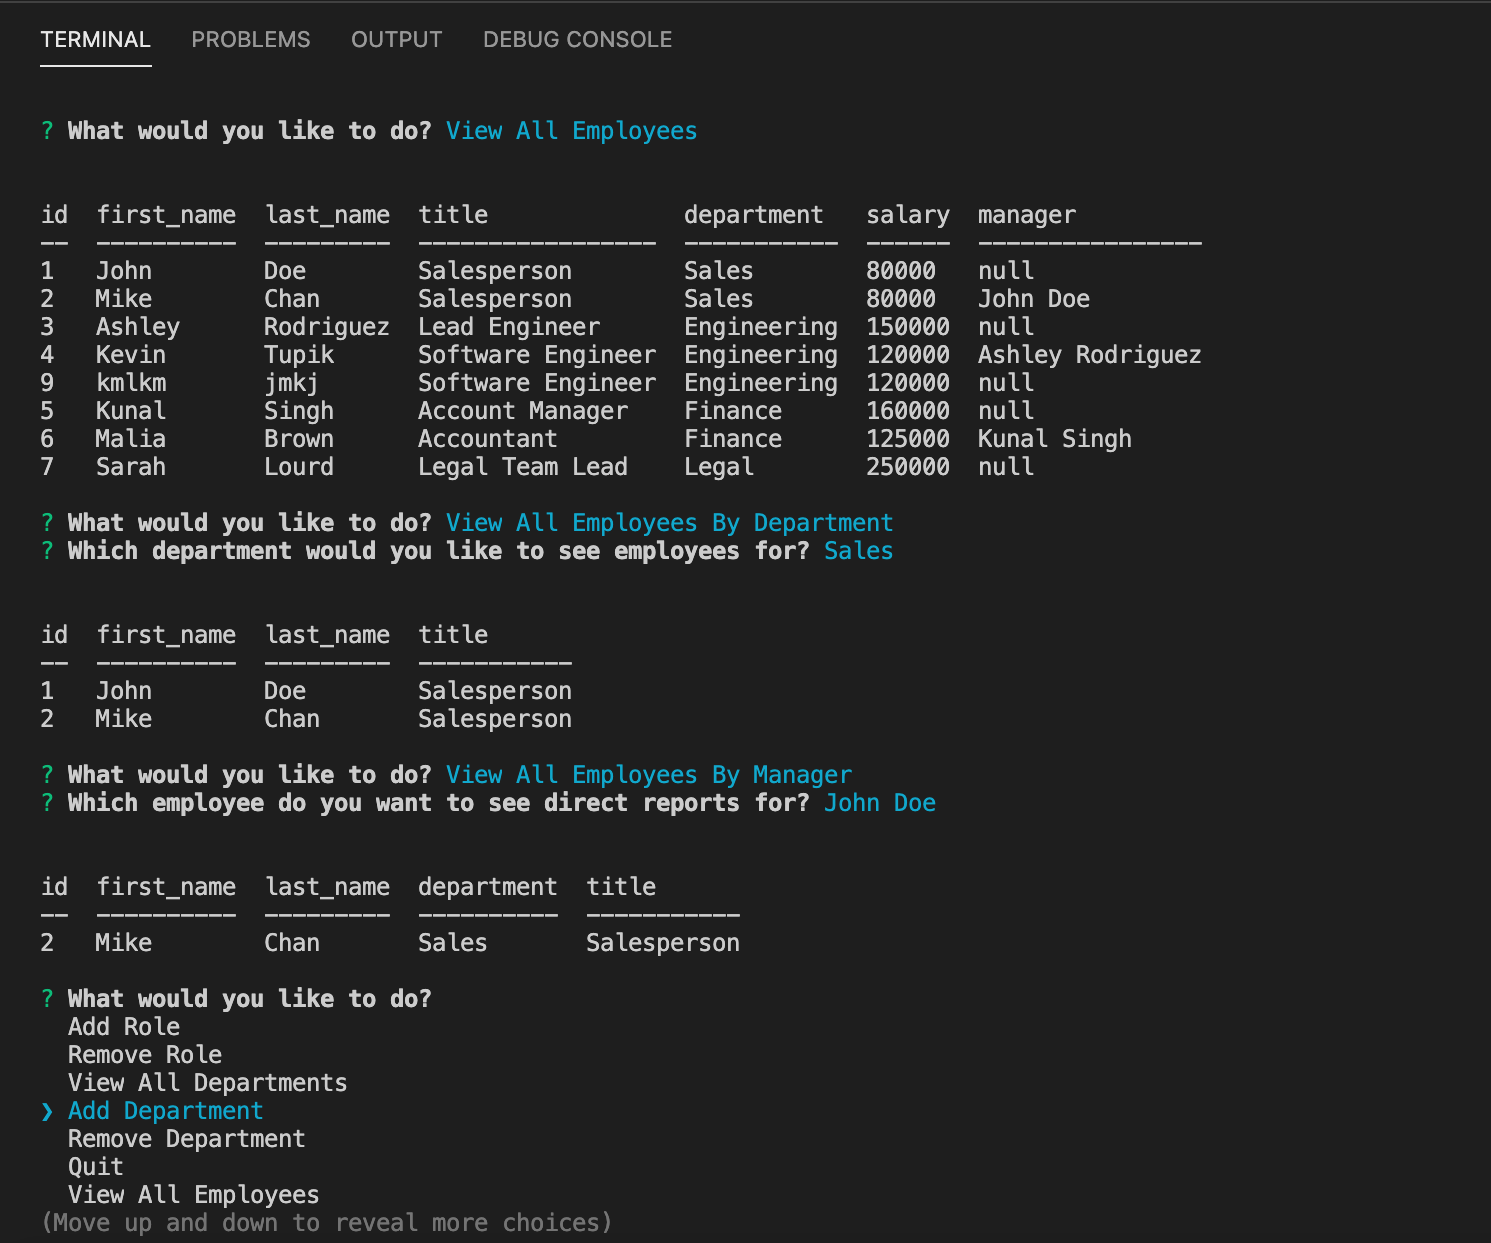 TERMINAL PROBLEMS OUTPUT DEBUG CONSOLE
? What would you like to do? View All Employees
id  first_name  last_name  title              department   salary  manager
--  ----------  ---------  -----------------  -----------  ------  ----------------
1   John        Doe        Salesperson        Sales        80000   null
2   Mike        Chan       Salesperson        Sales        80000   John Doe
3   Ashley      Rodriguez  Lead Engineer      Engineering  150000  null
4   Kevin       Tupik      Software Engineer  Engineering  120000  Ashley Rodriguez
9   kmlkm       jmkj       Software Engineer  Engineering  120000  null
5   Kunal       Singh      Account Manager    Finance      160000  null
6   Malia       Brown      Accountant         Finance      125000  Kunal Singh
7   Sarah       Lourd      Legal Team Lead    Legal        250000  null
? What would you like to do? View All Employees By Department
? Which department would you like to see employees for? Sales
id  first_name  last_name  title
--  ----------  ---------  -----------
1   John        Doe        Salesperson
2   Mike        Chan       Salesperson
? What would you like to do? View All Employees By Manager
? Which employee do you want to see direct reports for? John Doe
id  first_name  last_name  department  title
--  ----------  ---------  ----------  -----------
2   Mike        Chan       Sales       Salesperson
? What would you like to do?
  Add Role
  Remove Role
  View All Departments
❯ Add Department
  Remove Department
  Quit
  View All Employees
(Move up and down to reveal more choices)